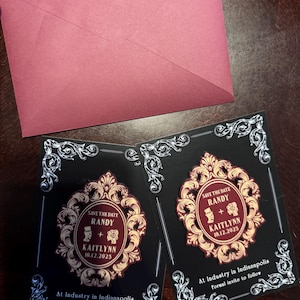 SAVE THE DATE
RANDY
+
KAITLYNN
10.12.2025
At Industry in Indianapolis
SAVE THE DATE
RANDY
+
KAITLYNN
10.12.2025
At Industry in Indianapolis
Formal invite to follow